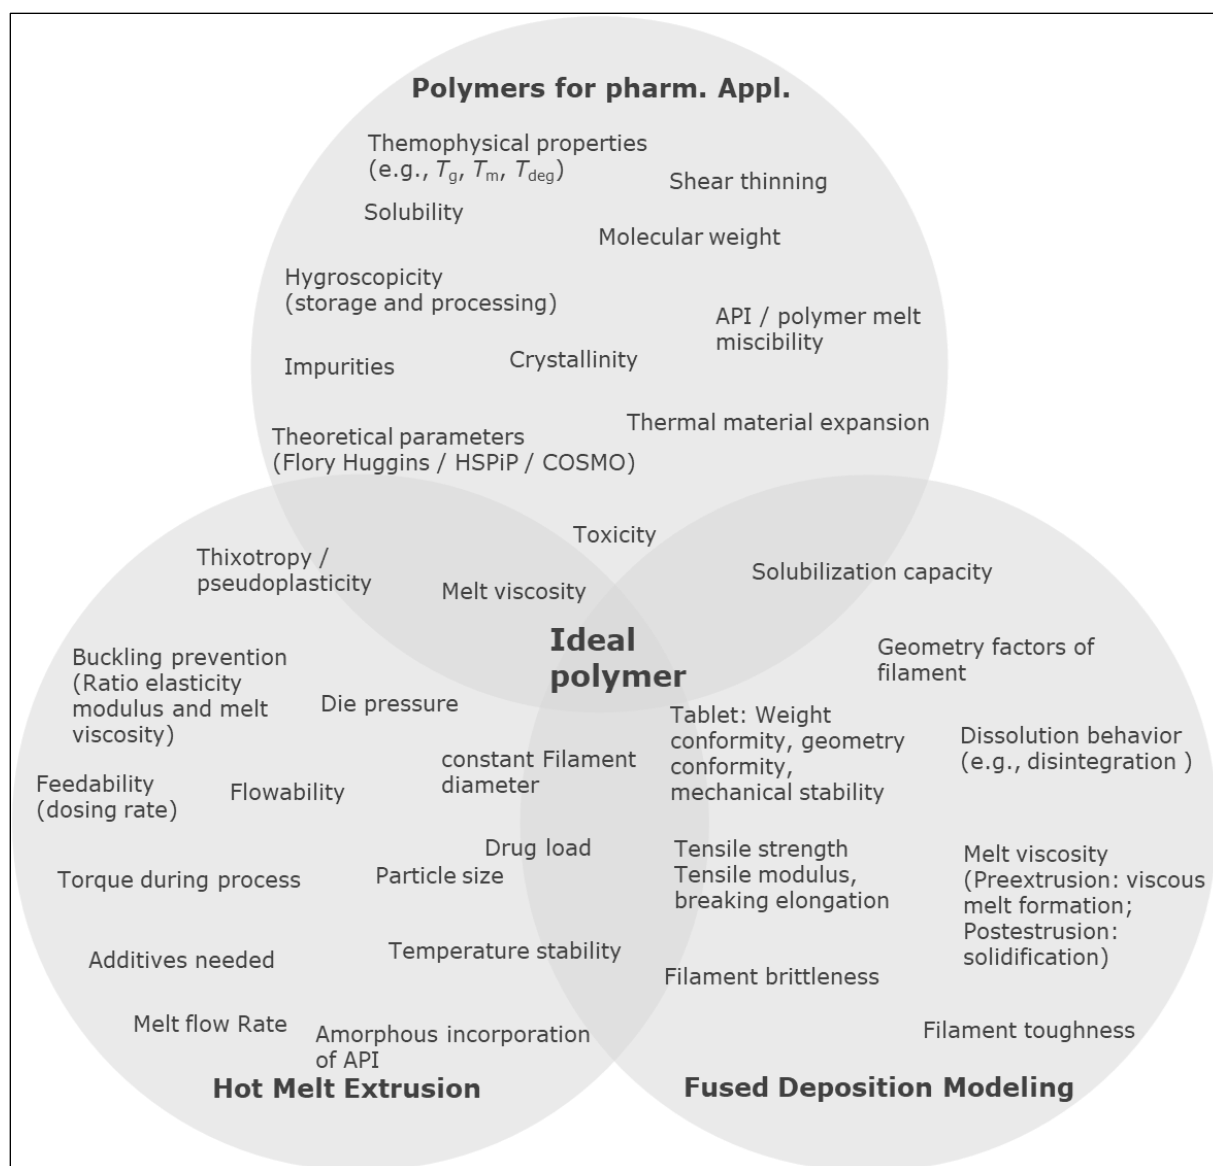 Polymers for pharm. Appl.
Themophysical properties
(e.g., Tg, Tm, Tdeg)
Shear thinning
Solubility
Molecular weight
Hygroscopicity
(storage and processing)
API / polymer melt
miscibility
Impurities
Crystallinity
Thermal material expansion
Theoretical parameters
(Flory Huggins / HSPiP / COSMO)
Toxicity
Thixotropy /
pseudoplasticity
Melt viscosity
Solubilization capacity
Ideal
polymer
Buckling prevention
(Ratio elasticity
modulus and melt
viscosity)
Die pressure
Geometry factors of
filament
Tablet: Weight
conformity, geometry
conformity,
mechanical stability
Dissolution behavior
(e.g., disintegration )
constant Filament
diameter
Feedability
(dosing rate)
Flowability
Drug load
Particle size
Torque during process
Tensile strength
Tensile modulus,
breaking elongation
Melt viscosity
(Preextrusion: viscous
melt formation;
Postestrusion:
solidification)
Additives needed
Temperature stability
Filament brittleness
Melt flow Rate
Amorphous incorporation
of API
Filament toughness
Hot Melt Extrusion
Fused Deposition Modeling